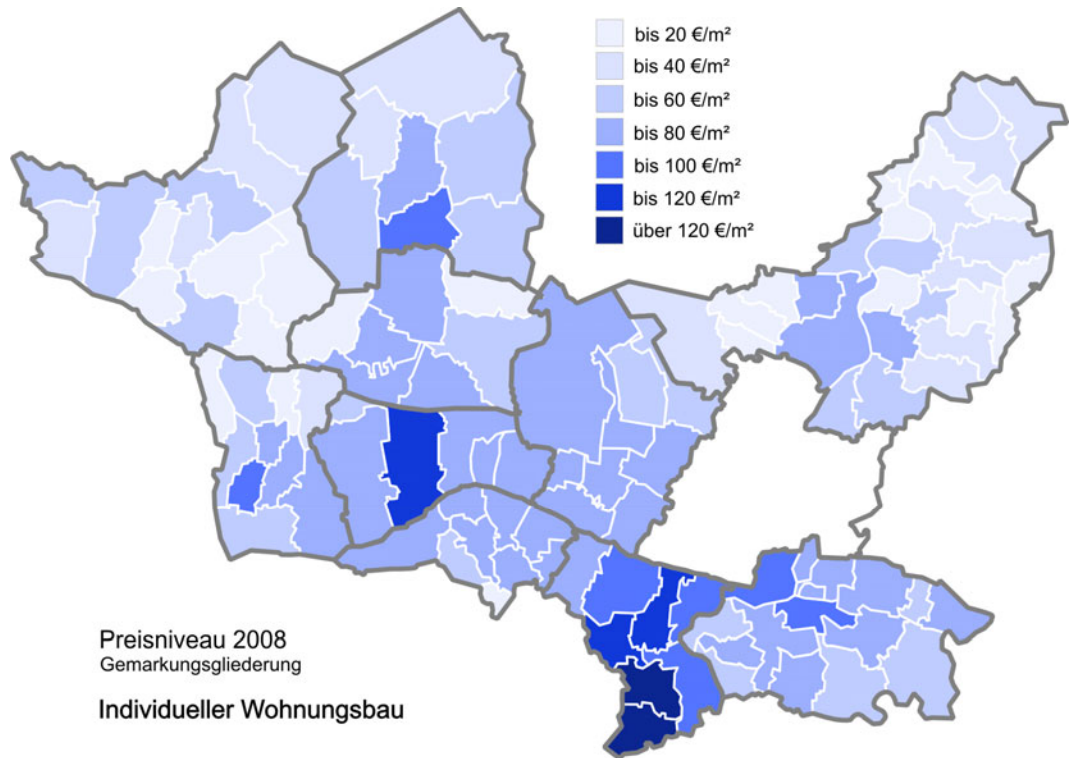 bis 20 €/m²
bis 40 €/m²
bis 60 €/m²
bis 80 €/m²
bis 100 €/m²
bis 120 €/m²
über 120 €/m²
Preisniveau 2008
Gemarkungsgliederung
Individueller Wohnungsbau